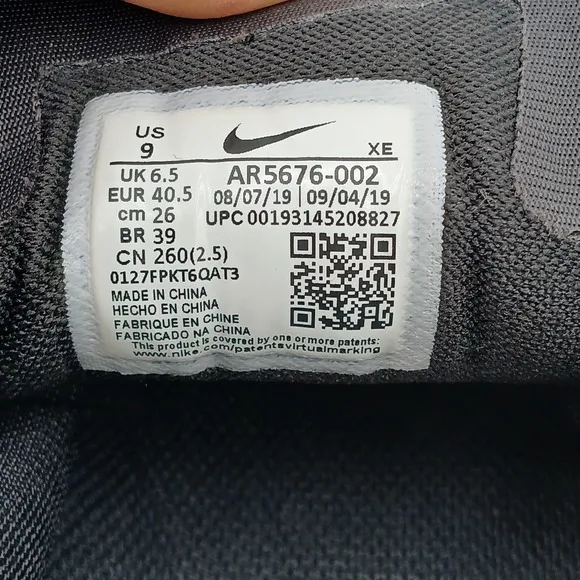 US
9
XE
UK 6.5
EUR 40.5
cm 26
BR 39
CN 260(2.5)
AR5676-002
08/07/19 | 09/04/19
UPC 00193145208827
0127FPKT6QAT3
MADE IN CHINA
HECHO EN CHINA
FABRIQUE EN CHINE
FABRICADO NA CHINA
This product is covered by one or more patents:
www.nike.com/patentsvirtualmarking